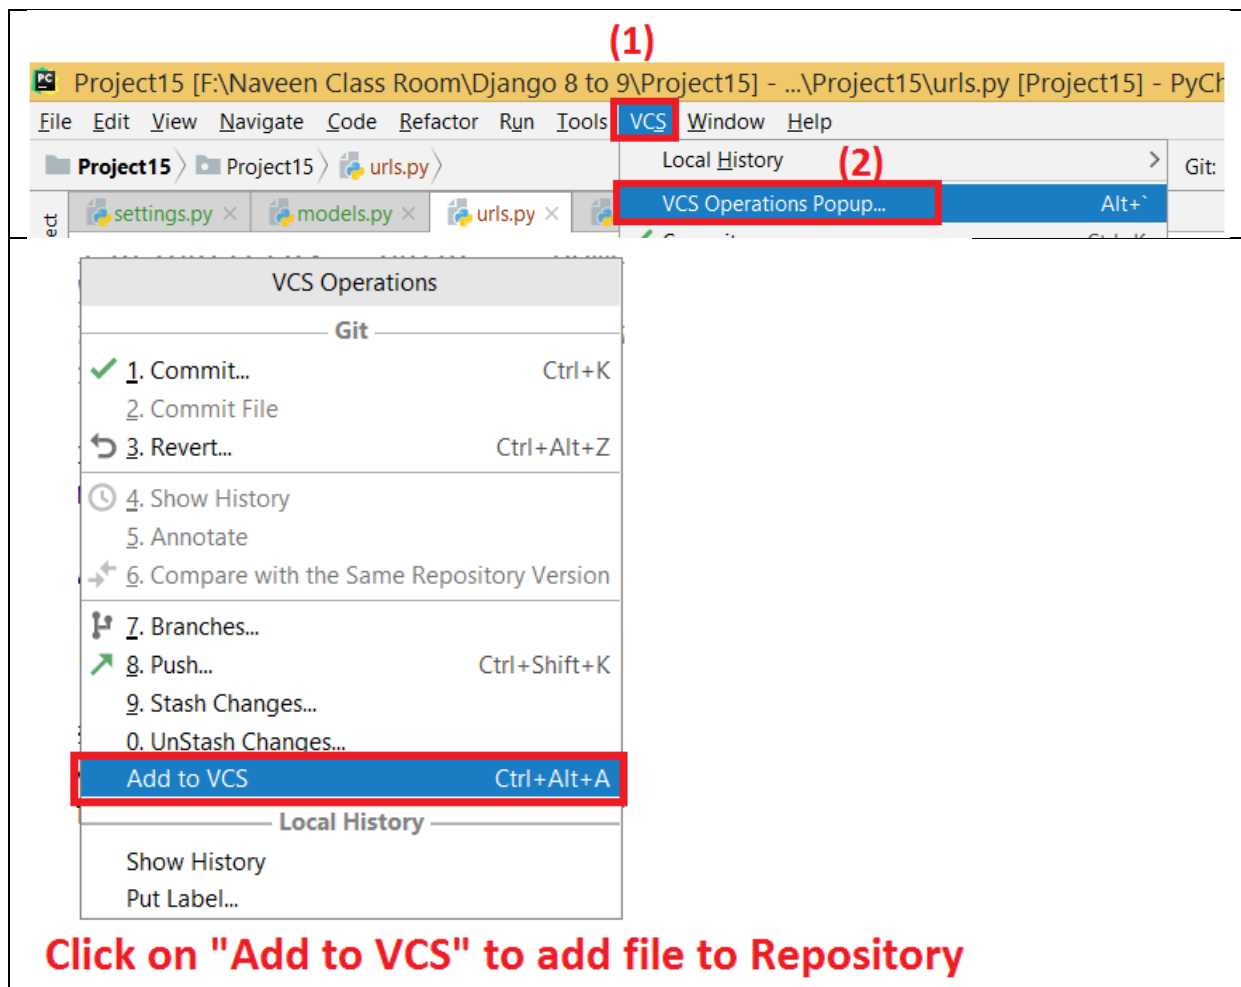 (1)
PC Project15 [F:\Naveen Class Room\Django 8 to 9\Project15] - ...\Project15\urls.py [Project15] - PyCh
File Edit View Navigate Code Refactor Run Tools VCS Window Help
Project15 Project15 urls.py Local History (2) Git:
settings.py × models.py × urls.py × VCS Operations Popup... Alt+`
VCS Operations
Git
1. Commit... Ctrl+K
2. Commit File
3. Revert... Ctrl+Alt+Z
4. Show History
5. Annotate
6. Compare with the Same Repository Version
7. Branches...
8. Push... Ctrl+Shift+K
9. Stash Changes...
0. UnStash Changes...
Add to VCS Ctrl+Alt+A
Local History
Show History
Put Label...
Click on "Add to VCS" to add file to Repository